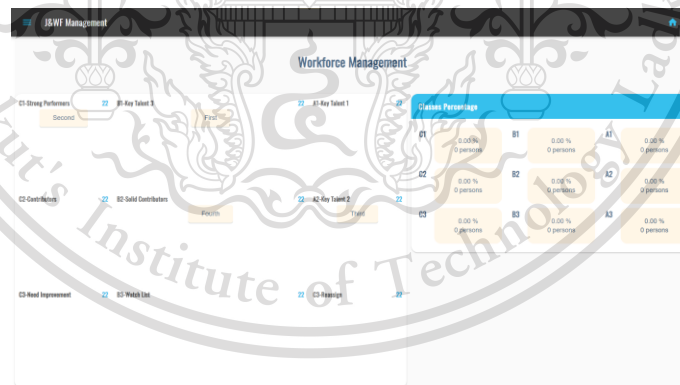 J&WF Management
Workforce Management
C1-Strong Performers 22 B1-Key Talent 3 22 A1-Key Talent 1 22
Second First
C2-Contributors 22 B2-Solid Contributors 22 A2-Key Talent 2 22
Fourth Third
C3-Need Improvement 22 B3-Watch List 22 C3-Reassign 22
Classes Percentage
C1 0.00 % B1 0.00 % A1 0.00 %
0 persons 0 persons 0 persons
C2 0.00 % B2 0.00 % A2 0.00 %
0 persons 0 persons 0 persons
C3 0.00 % B3 0.00 % A3 0.00 %
0 persons 0 persons 0 persons
Institute of Technology Lad